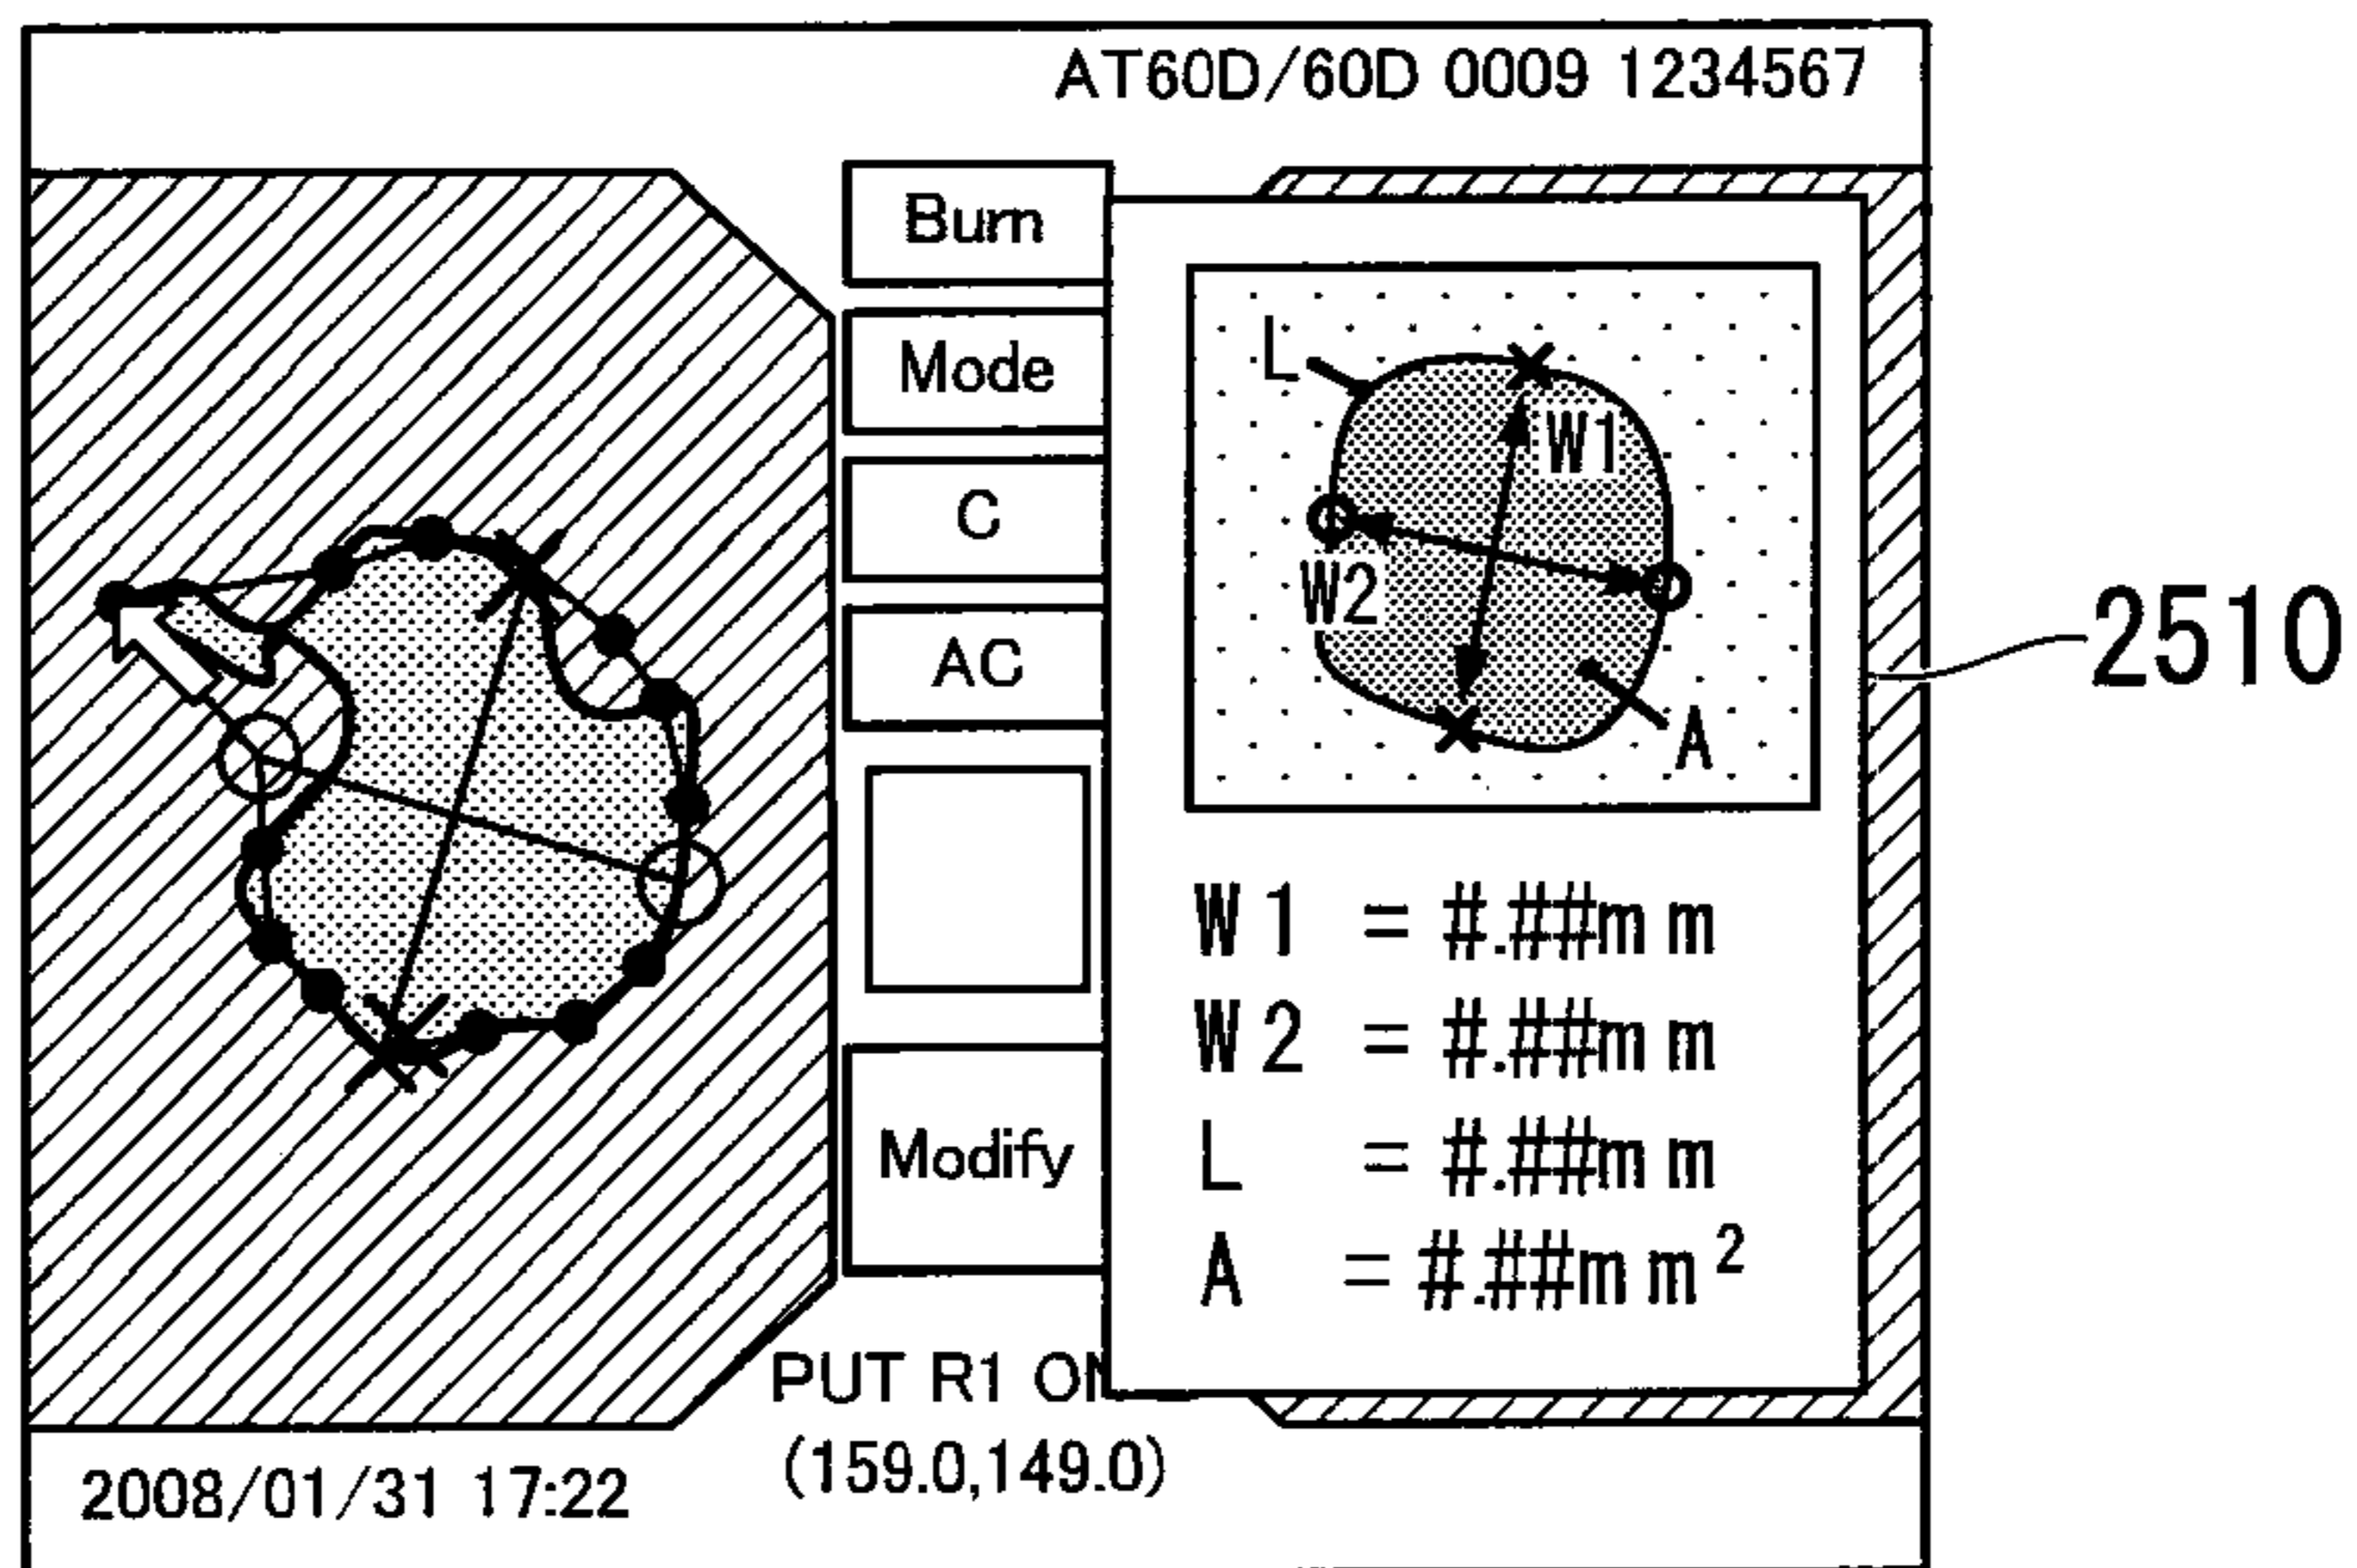 AT60D/60D 0009 1234567
Burn
Mode
C
AC
Modify
L
W1
W2
A
2510
W1 = #.##mm
W2 = #.##mm
L = #.##mm
A = #.##mm²
PUT R1 ON
(159.0,149.0)
2008/01/31 17:22